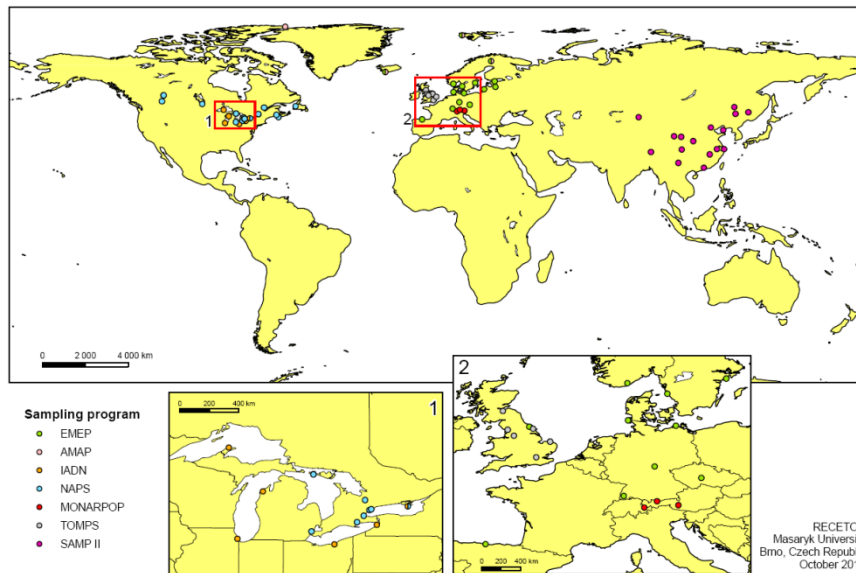 1
2
0 2 000 4 000 km
Sampling program
EMEP
AMAP
IADN
NAPS
MONARPOP
TOMPS
SAMP II
0 200 400 km
1
2
0 200 400 km
RECETO
Masaryk Universi
Brno, Czech Republi
October 201